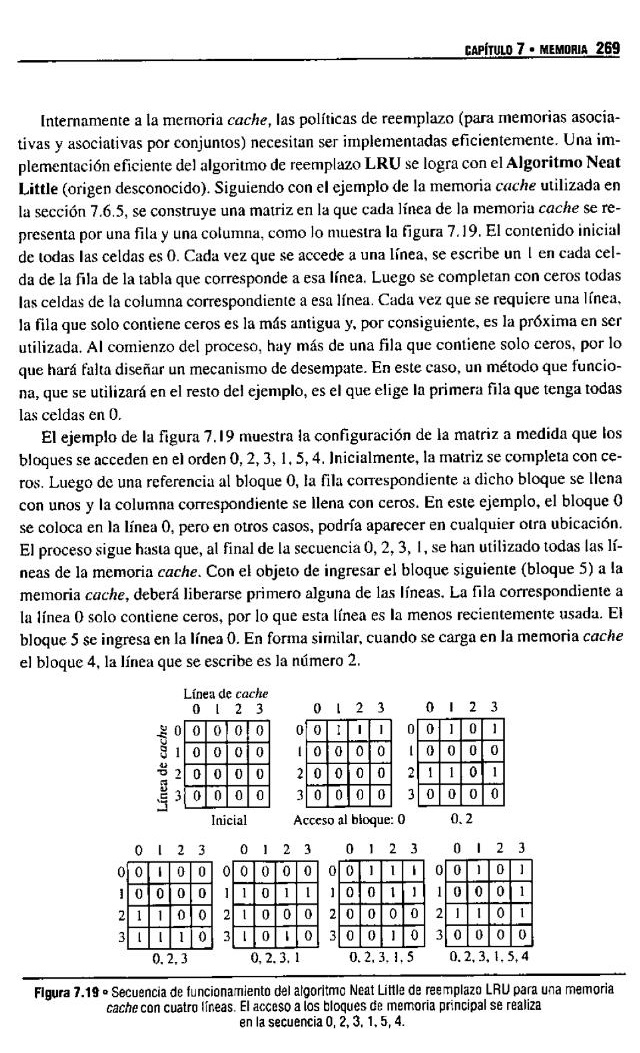 CAPÍTULO 7 • MEMORIA 269
Internamente a la memoria cache, las políticas de reemplazo (para memorias asocia-
tivas y asociativas por conjuntos) necesitan ser implementadas eficientemente. Una im-
plementación eficiente del algoritmo de reemplazo LRU se logra con el Algoritmo Neat
Little (origen desconocido). Siguiendo con el ejemplo de la memoria cache utilizada en
la sección 7.6.5, se construye una matriz en la que cada línea de la memoria cache se re-
presenta por una fila y una columna, como lo muestra la figura 7.19. El contenido inicial
de todas las celdas es 0. Cada vez que se accede a una línea, se escribe un 1 en cada cel-
da de la fila de la tabla que corresponde a esa línea. Luego se completan con ceros todas
las celdas de la columna correspondiente a esa línea. Cada vez que se requiere una línea,
la fila que solo contiene ceros es la más antigua y, por consiguiente, es la próxima en ser
utilizada. Al comienzo del proceso, hay más de una fila que contiene solo ceros, por lo
que hará falta diseñar un mecanismo de desempate. En este caso, un método que funcio-
na, que se utilizará en el resto del ejemplo, es el que elige la primera fila que tenga todas
las celdas en 0.
El ejemplo de la figura 7.19 muestra la configuración de la matriz a medida que los
bloques se acceden en el orden 0, 2, 3, 1, 5, 4. Inicialmente, la matriz se completa con ce-
ros. Luego de una referencia al bloque 0, la fila correspondiente a dicho bloque se llena
con unos y la columna correspondiente se llena con ceros. En este ejemplo, el bloque 0
se coloca en la línea 0, pero en otros casos, podría aparecer en cualquier otra ubicación.
El proceso sigue hasta que, al final de la secuencia 0, 2, 3, 1, se han utilizado todas las lí-
neas de la memoria cache. Con el objeto de ingresar el bloque siguiente (bloque 5) a la
memoria cache, deberá liberarse primero alguna de las líneas. La fila correspondiente a
la línea 0 solo contiene ceros, por lo que esta línea es la menos recientemente usada. El
bloque 5 se ingresa en la línea 0. En forma similar, cuando se carga en la memoria cache
el bloque 4, la línea que se escribe es la número 2.
Línea de cache
0 1 2 3 0 1 2 3 0 1 2 3
Línea de cache
0 0 0 0 0 0 0 1 1 1 0 0 1 0 1
1 0 0 0 0 1 0 0 0 0 1 0 0 0 0
2 0 0 0 0 2 0 0 0 0 2 1 1 0 1
3 0 0 0 0 3 0 0 0 0 3 0 0 0 0
Inicial Acceso al bloque: 0 0, 2
0 1 2 3 0 1 2 3 0 1 2 3 0 1 2 3
0 0 1 0 0 0 0 0 0 0 0 0 1 1 1 0 0 1 0 1
1 0 0 0 0 1 1 0 1 1 1 0 0 1 1 1 0 0 0 1
2 1 1 0 0 2 1 0 0 0 2 0 0 0 0 2 1 1 0 1
3 1 1 1 0 3 1 0 1 0 3 0 0 1 0 3 0 0 0 0
0, 2, 3 0, 2, 3, 1 0, 2, 3, 1, 5 0, 2, 3, 1, 5, 4
Figura 7.19 • Secuencia de funcionamiento del algoritmo Neat Little de reemplazo LRU para una memoria
cache con cuatro líneas. El acceso a los bloques de memoria principal se realiza
en la secuencia 0, 2, 3, 1, 5, 4.